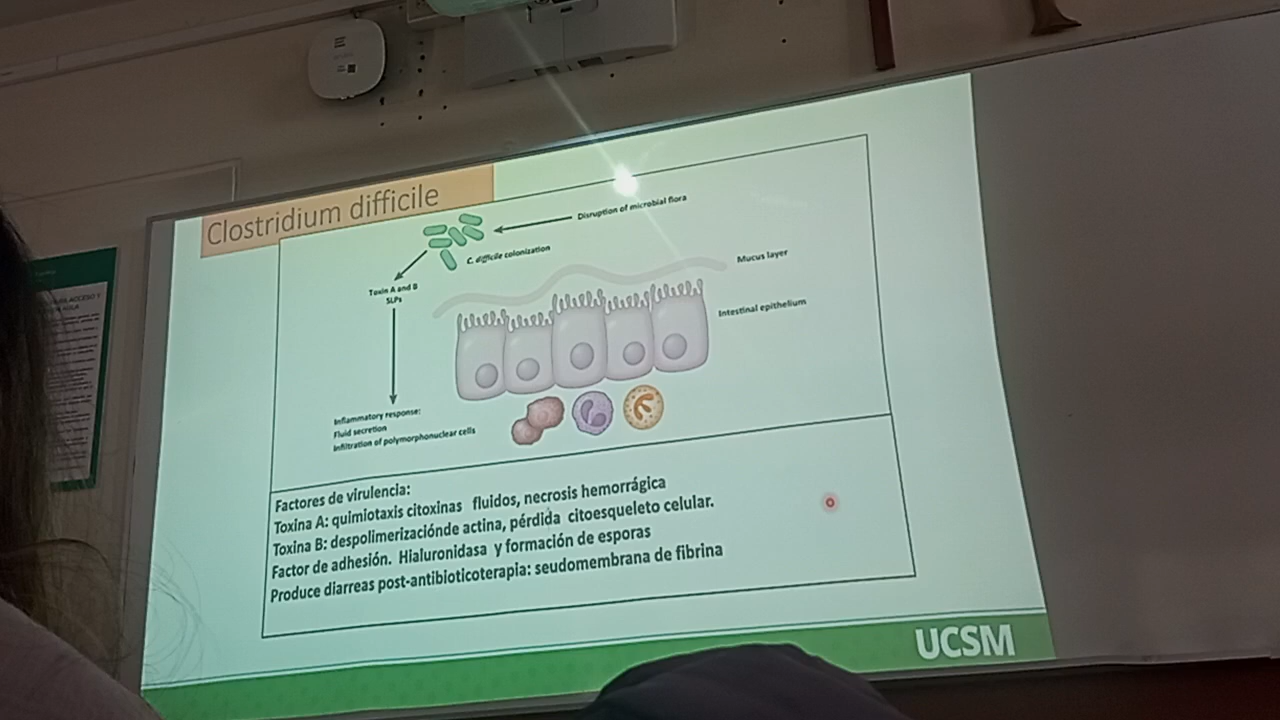 Clostridium difficile
Disruption of microbial flora
C. difficile colonization
Mucus layer
Toxin A and B
SLPs
Intestinal epithelium
Inflammatory response:
Fluid secretion
Infiltration of polymorphonuclear cells
Factores de virulencia:
Toxina A: quimiotaxis citoxinas fluidos, necrosis hemorrágica
Toxina B: despolimerizaciónde actina, pérdida citoesqueleto celular.
Factor de adhesión. Hialuronidasa y formación de esporas
Produce diarreas post-antibioticoterapia: seudomembrana de fibrina
UCSM